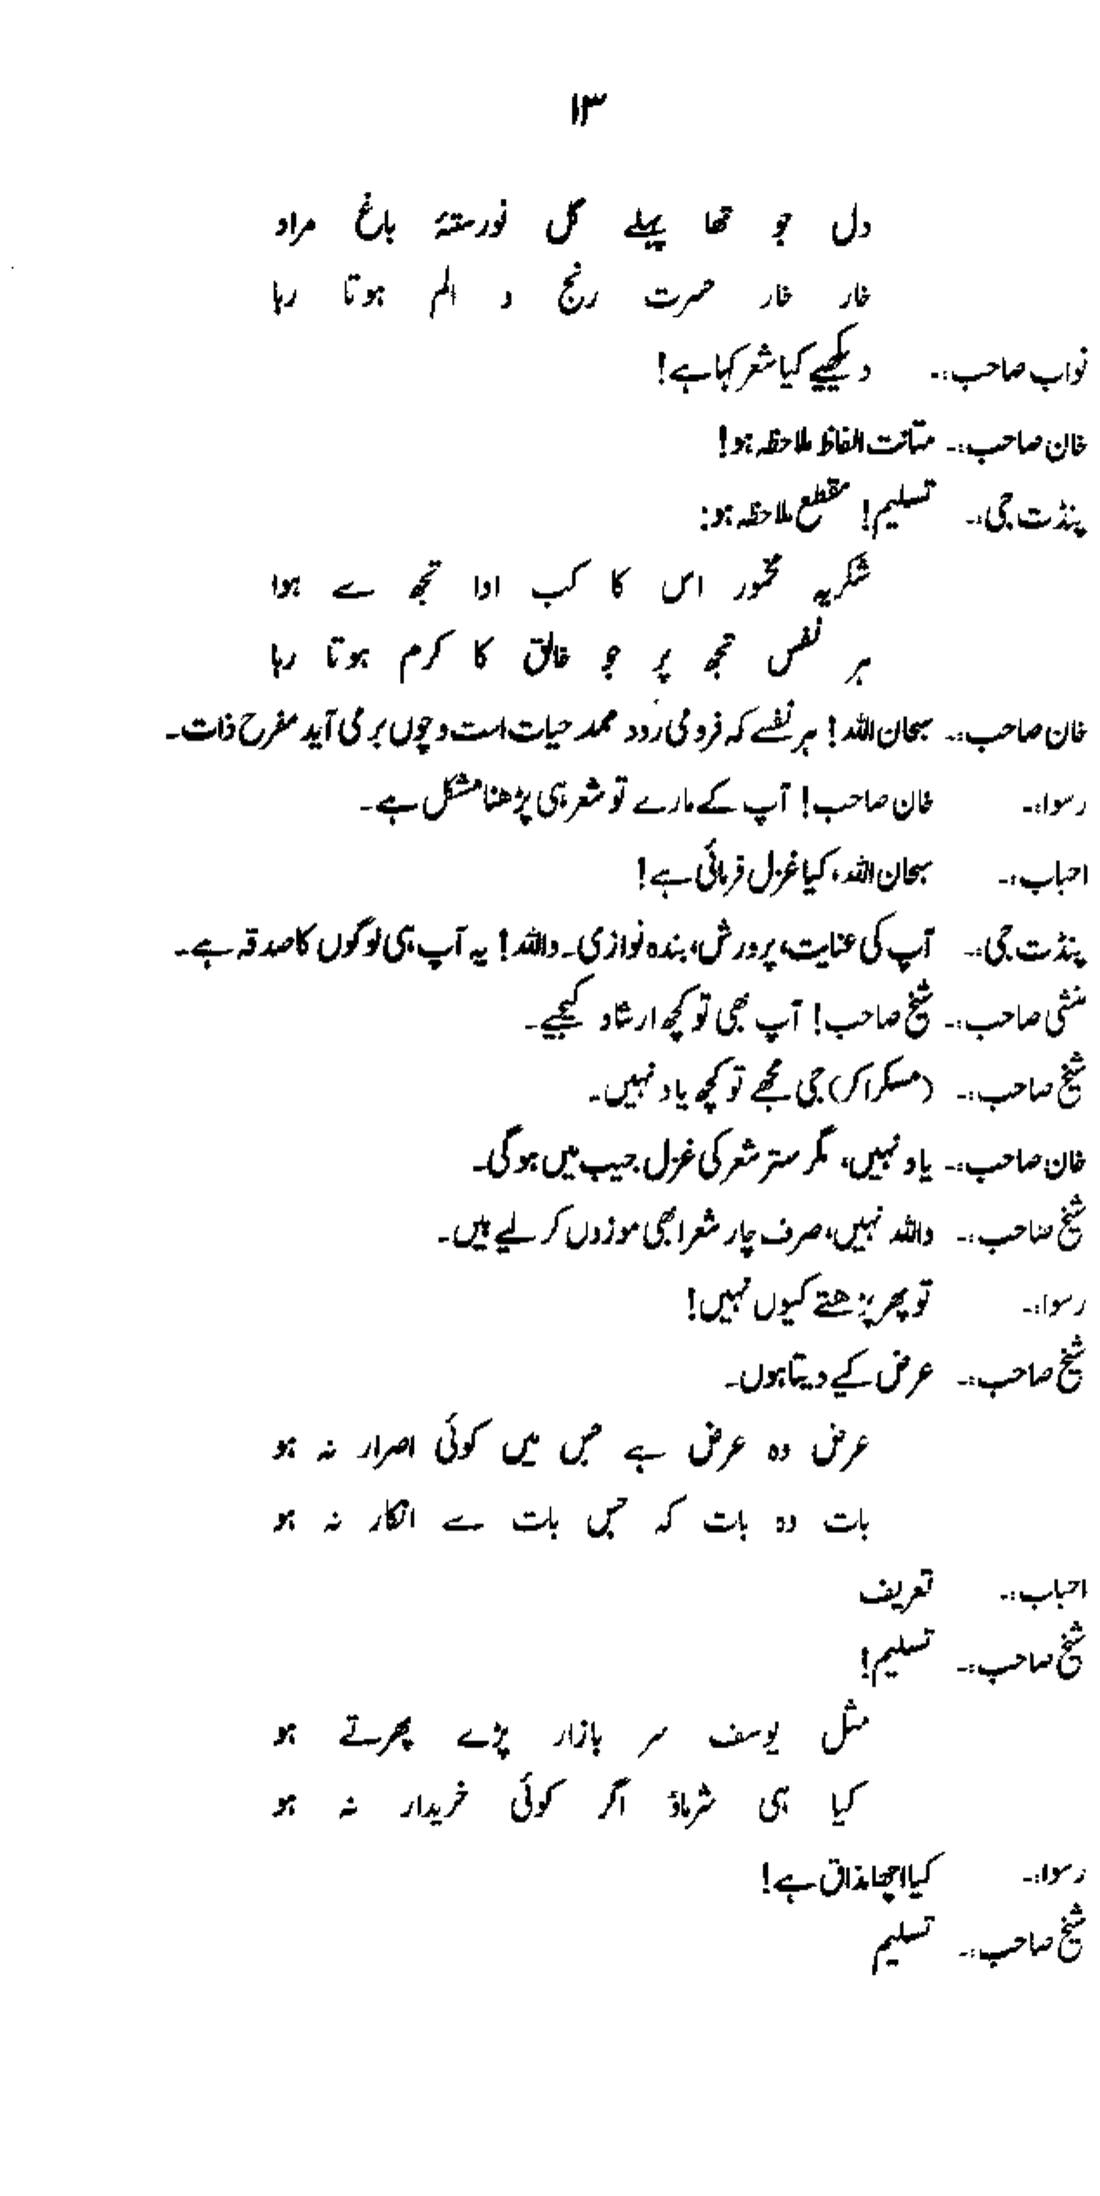 ۱۳
دل جو تھا پہلے گل نورستۂ باغ مراد
خار خار حسرت رنج و الم ہوتا رہا
نواب صاحب:۔ دیکھیے کیا شعر کہا ہے!
خان صاحب:۔ متانت الفاظ ملاحظہ ہو!
پنڈت جی:۔ تسلیم! مقطع ملاحظہ ہو:
شکریہ مخمور اس کا کب ادا تجھ سے ہوا
ہر نفس تجھ پر جو خالق کا کرم ہوتا رہا
خان صاحب:۔ سبحان اللہ! ہر نفسے کہ فرو می رَود ممد حیات است و چوں بر می آید مفرح ذات۔
رسوا:۔ خان صاحب! آپ کے مارے تو شعر ہی پڑھنا مشکل ہے۔
احباب:۔ سبحان اللہ، کیا غزل فرمائی ہے!
پنڈت جی:۔ آپ کی عنایت، پرورش، بندہ نوازی۔ واللہ! یہ آپ ہی لوگوں کا صدقہ ہے۔
منشی صاحب:۔ شیخ صاحب! آپ بھی تو کچھ ارشاد کیجیے۔
شیخ صاحب:۔ (مسکرا کر) جی مجھے تو کچھ یاد نہیں۔
خان صاحب:۔ یاد نہیں، مگر ستر شعر کی غزل جیب میں ہوگی۔
شیخ صاحب:۔ واللہ نہیں، صرف چار شعر ابھی موزوں کر لیے ہیں۔
رسوا:۔ تو پھر پڑھتے کیوں نہیں!
شیخ صاحب:۔ عرض کیے دیتا ہوں۔
عرض وہ عرض ہے جس میں کوئی اصرار نہ ہو
بات وہ بات کہ جس بات سے انکار نہ ہو
احباب:۔ تعریف
شیخ صاحب:۔ تسلیم!
مثل یوسف سر بازار پڑے پھرتے ہو
کیا ہی شرماؤ اگر کوئی خریدار نہ ہو
رسوا:۔ کیا اچھا مذاق ہے!
شیخ صاحب:۔ تسلیم